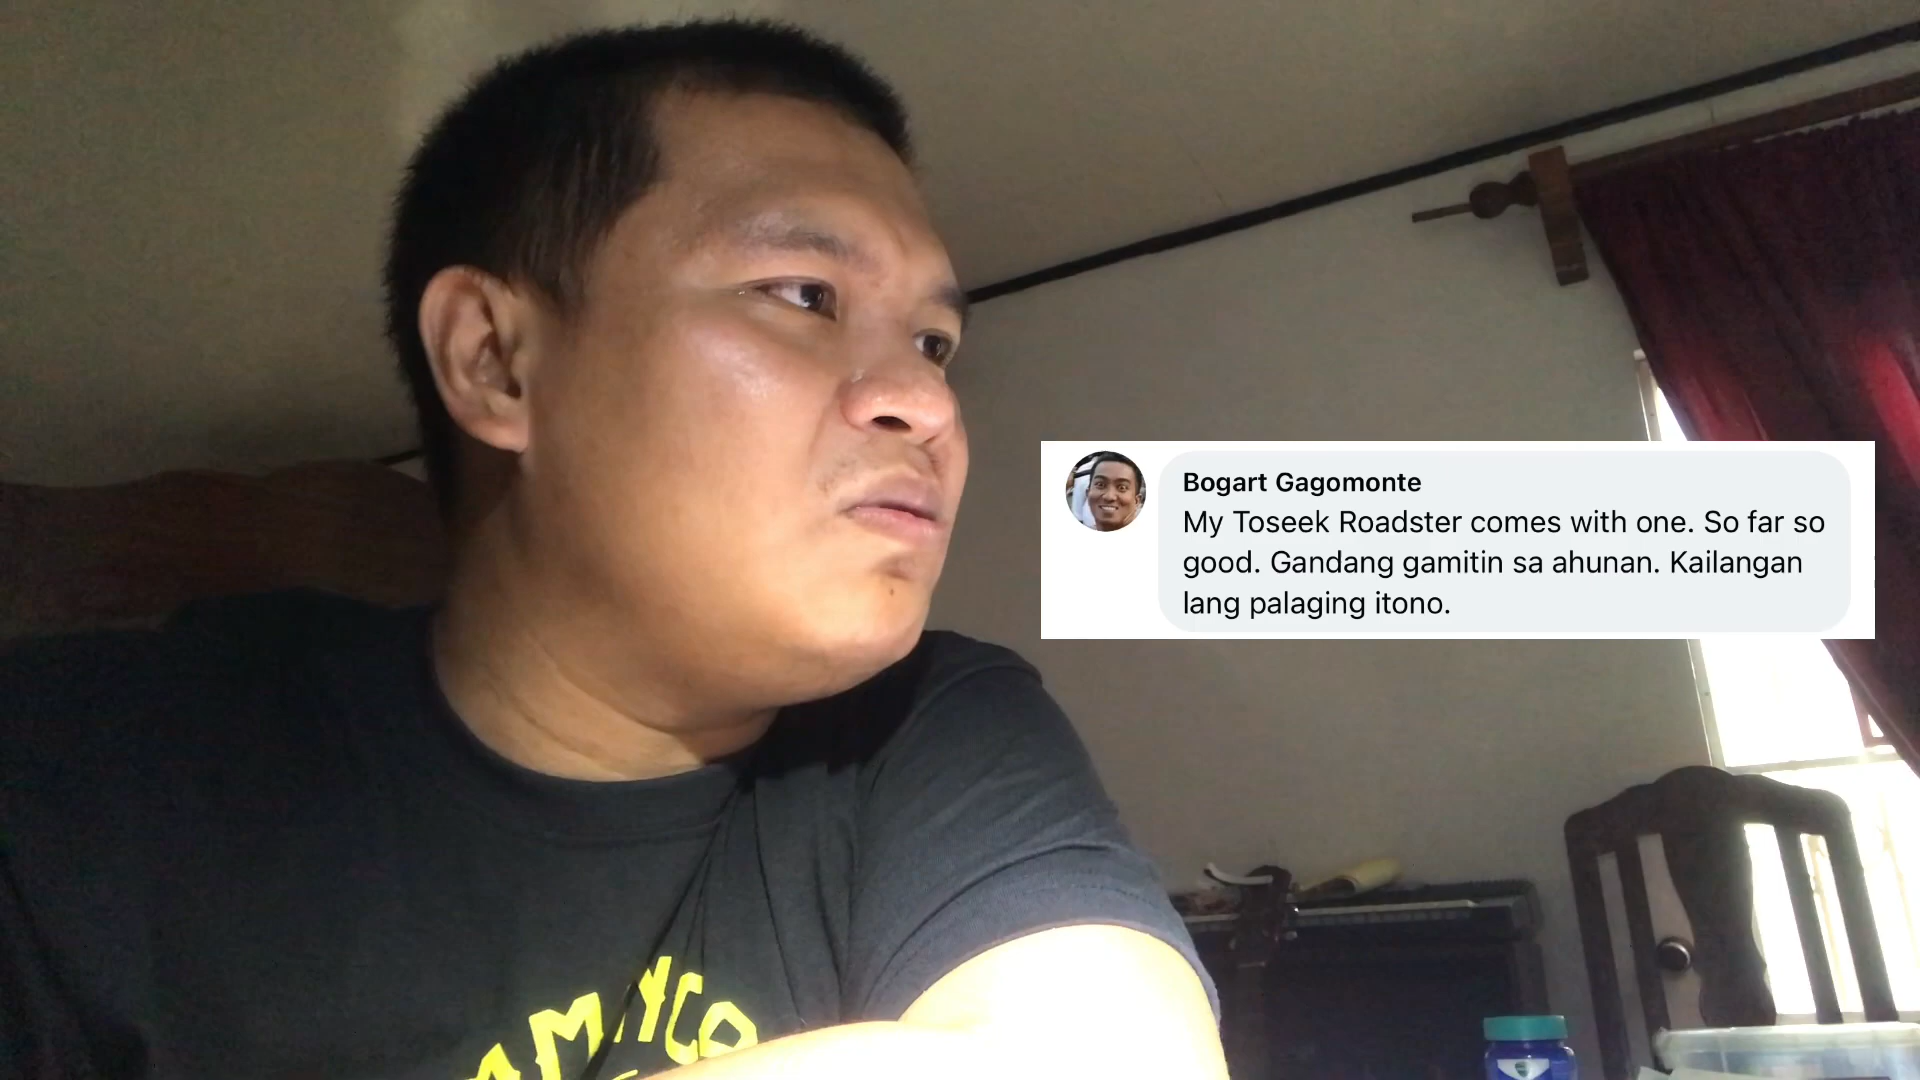 Bogart Gagomonte
My Toseek Roadster comes with one. So far so
good. Gandang gamitin sa ahunan. Kailangan
lang palaging itono.